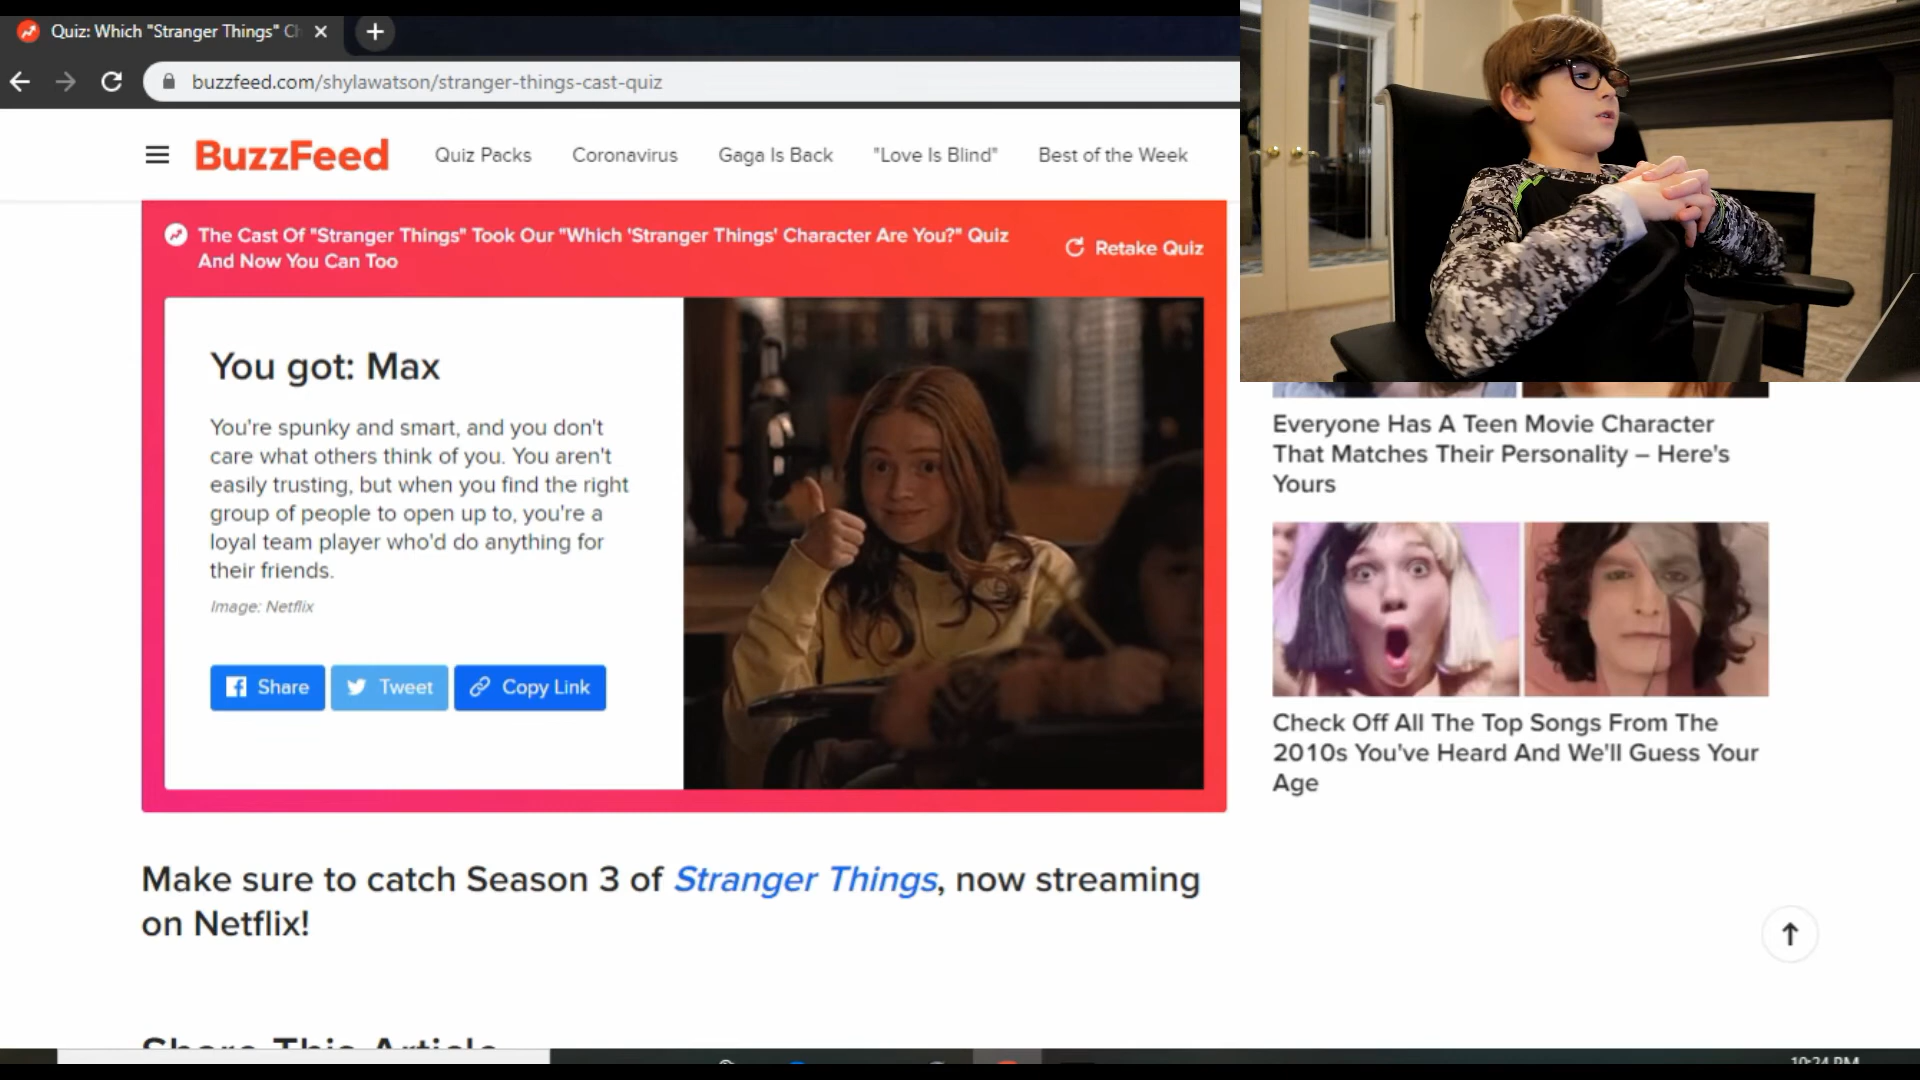 Quiz: Which "Stranger Things" Ch
buzzfeed.com/shylawatson/stranger-things-cast-quiz
BuzzFeed
Quiz Packs
Coronavirus
Gaga Is Back
"Love Is Blind"
Best of the Week
The Cast Of "Stranger Things" Took Our "Which 'Stranger Things' Character Are You?" Quiz
And Now You Can Too
Retake Quiz
You got: Max
You're spunky and smart, and you don't
care what others think of you. You aren't
easily trusting, but when you find the right
group of people to open up to, you're a
loyal team player who'd do anything for
their friends.
Image: Netflix
Share
Tweet
Copy Link
Everyone Has A Teen Movie Character
That Matches Their Personality – Here's
Yours
Check Off All The Top Songs From The
2010s You've Heard And We'll Guess Your
Age
Make sure to catch Season 3 of Stranger Things, now streaming
on Netflix!
Share This Article
10:24 PM